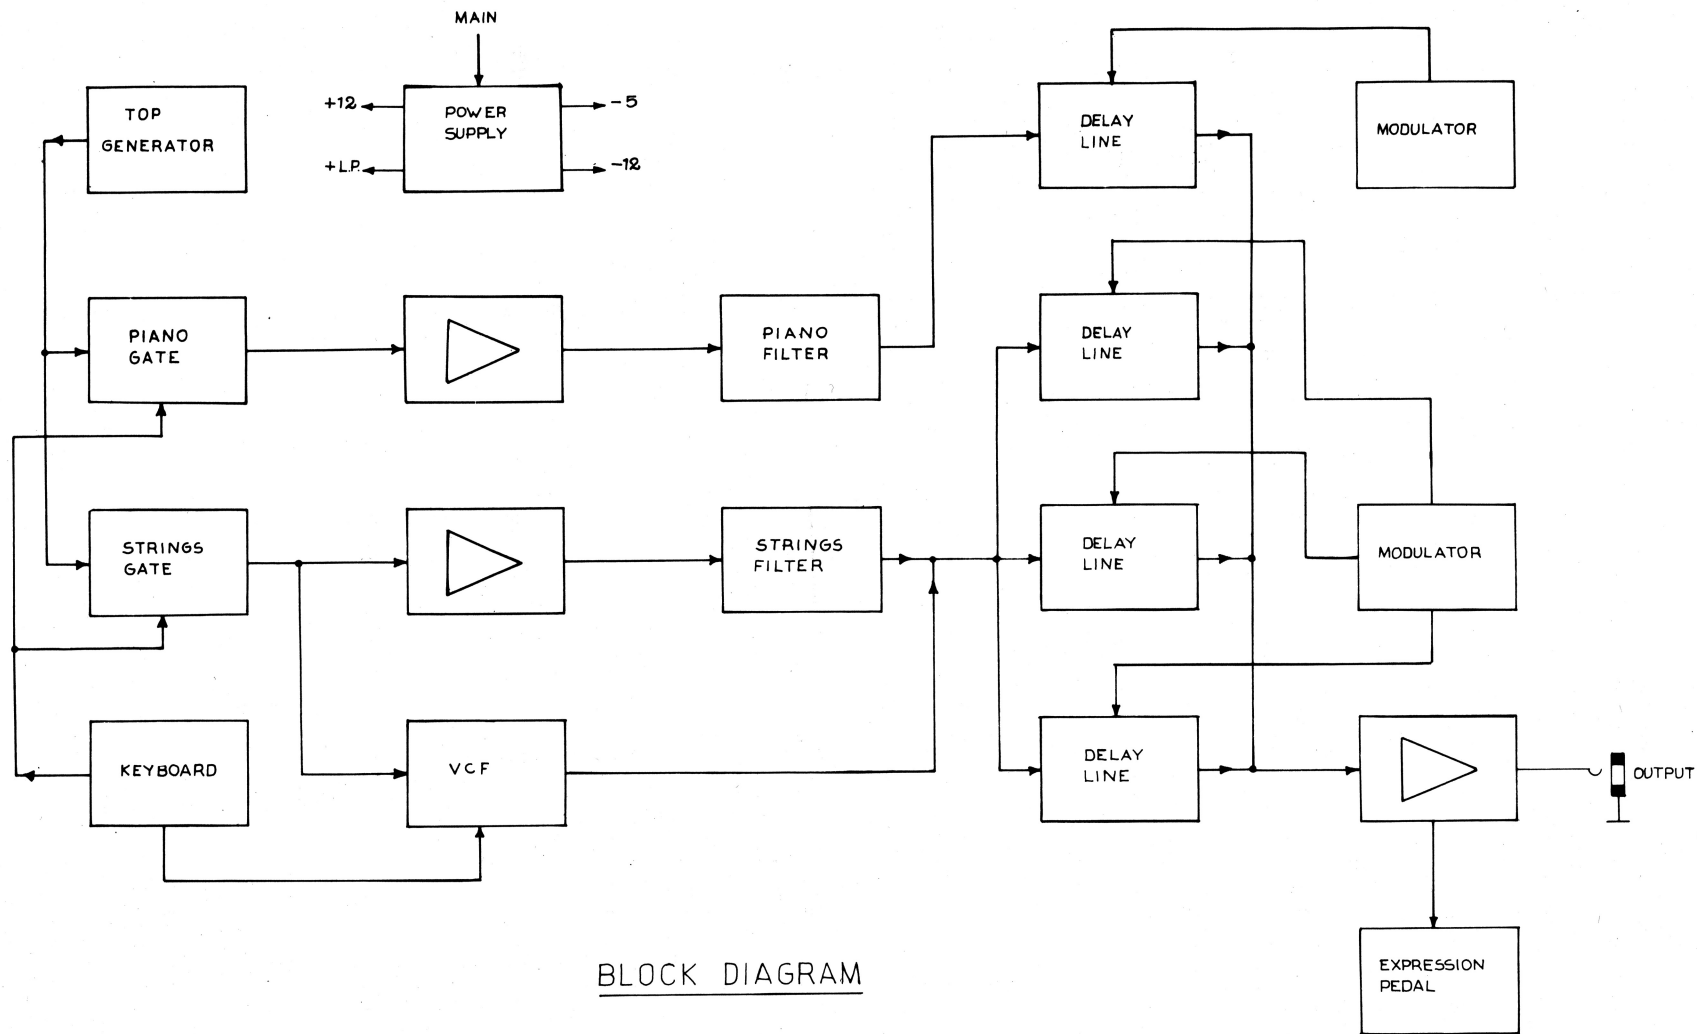 MAIN
TOP
GENERATOR
+12
POWER
SUPPLY
-5
+L.P.
-12
DELAY
LINE
MODULATOR
PIANO
GATE
PIANO
FILTER
DELAY
LINE
STRINGS
GATE
STRINGS
FILTER
DELAY
LINE
MODULATOR
KEYBOARD
VCF
DELAY
LINE
OUTPUT
EXPRESSION
PEDAL
BLOCK DIAGRAM